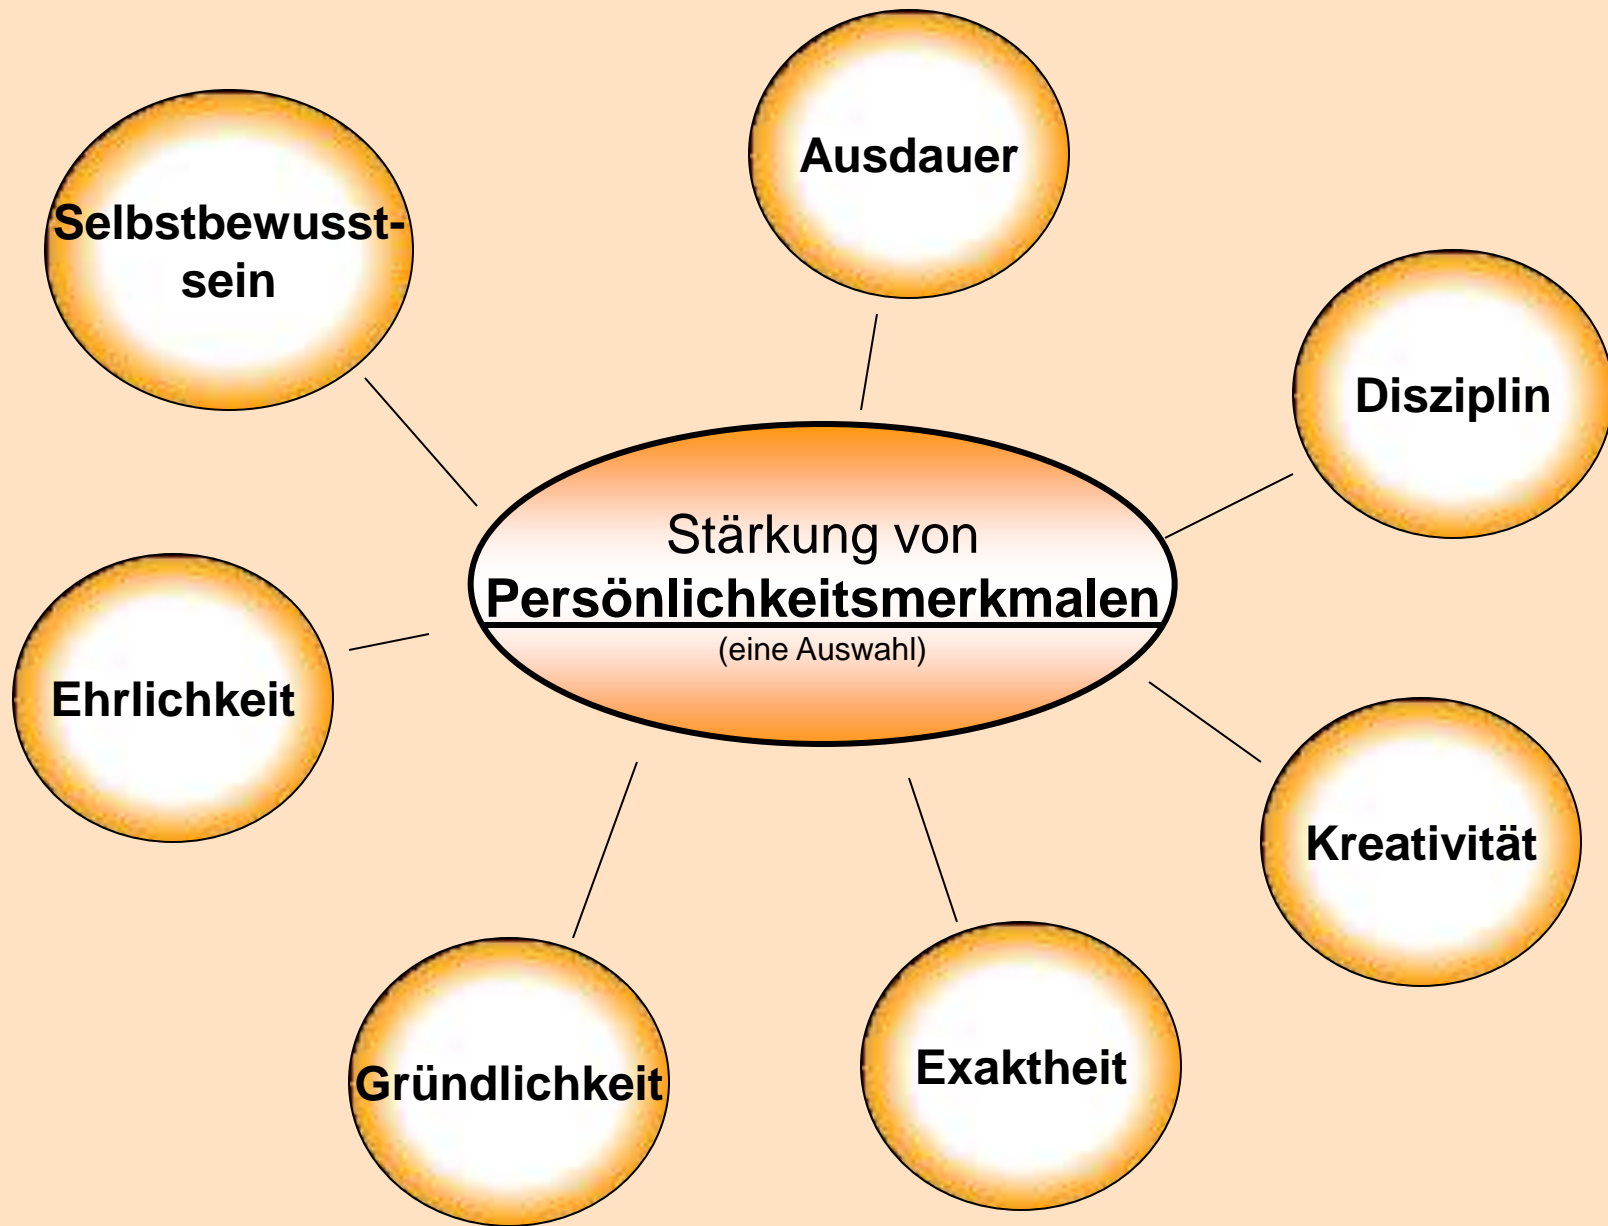 Ausdauer
Selbstbewusst-
sein
Disziplin
Stärkung von
Persönlichkeitsmerkmalen
(eine Auswahl)
Ehrlichkeit
Kreativität
Gründlichkeit
Exaktheit